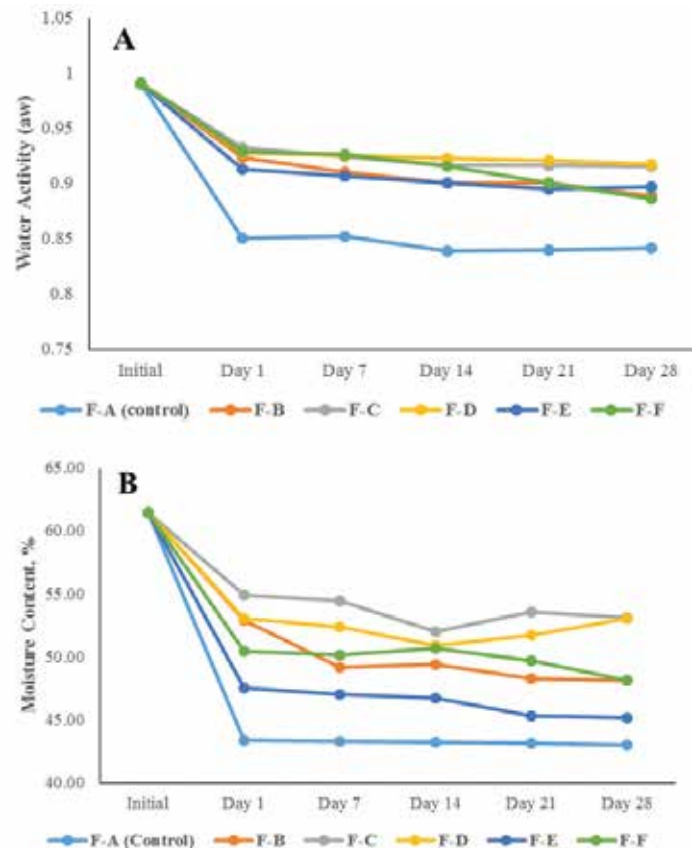 A
1.05
1
0.95
0.9
0.85
0.8
0.75
Water Activity (aw)
Initial Day 1 Day 7 Day 14 Day 21 Day 28
F-A (control) F-B F-C F-D F-E F-F
B
65.00
60.00
55.00
50.00
45.00
40.00
Moisture Content, %
Initial Day 1 Day 7 Day 14 Day 21 Day 28
F-A (Control) F-B F-C F-D F-E F-F